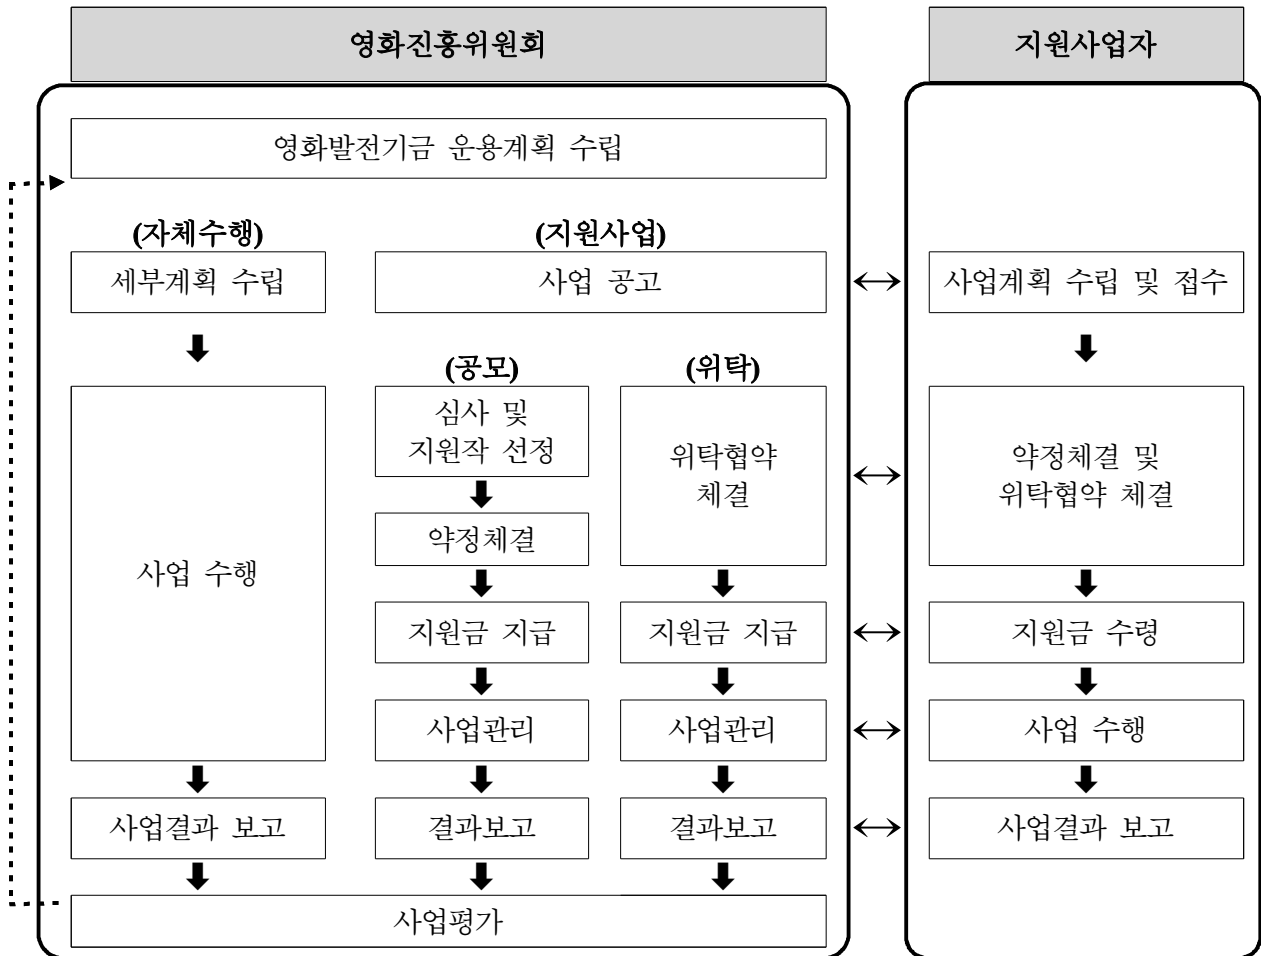 영화진흥위원회
지원사업자
영화발전기금 운용계획 수립
(자체수행)
(지원사업)
세부계획 수립
사업 공고
사업계획 수립 및 접수
(공모)
(위탁)
사업 수행
심사 및
지원작 선정
위탁협약
체결
약정체결 및
위탁협약 체결
약정체결
지원금 지급
지원금 지급
지원금 수령
사업관리
사업관리
사업 수행
사업결과 보고
결과보고
결과보고
사업결과 보고
사업평가